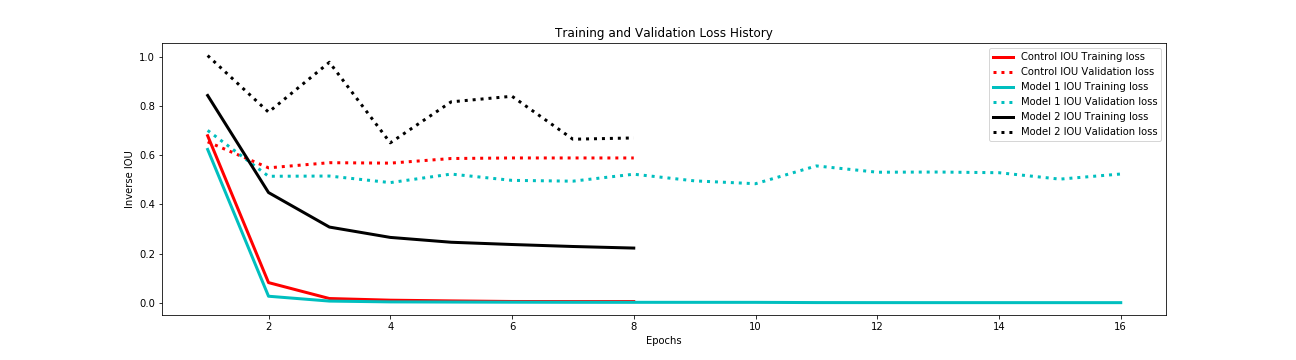 Training and Validation Loss History
Inverse IOU
1.0
0.8
0.6
0.4
0.2
0.0
Control IOU Training loss
Control IOU Validation loss
Model 1 IOU Training loss
Model 1 IOU Validation loss
Model 2 IOU Training loss
Model 2 IOU Validation loss
2 4 6 8 10 12 14 16
Epochs